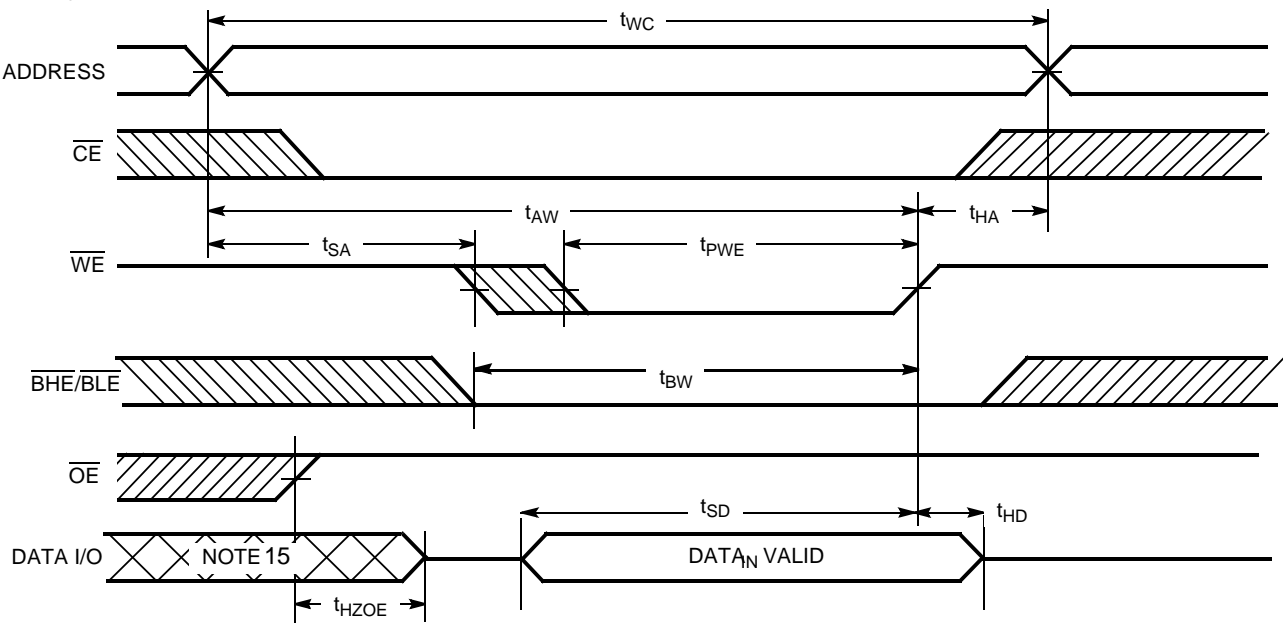 tWC
ADDRESS
CE
tAW
tHA
tSA
tPWE
WE
BHE/BLE
tBW
OE
tSD
tHD
DATA I/O
NOTE 15
DATAIN VALID
tHZOE